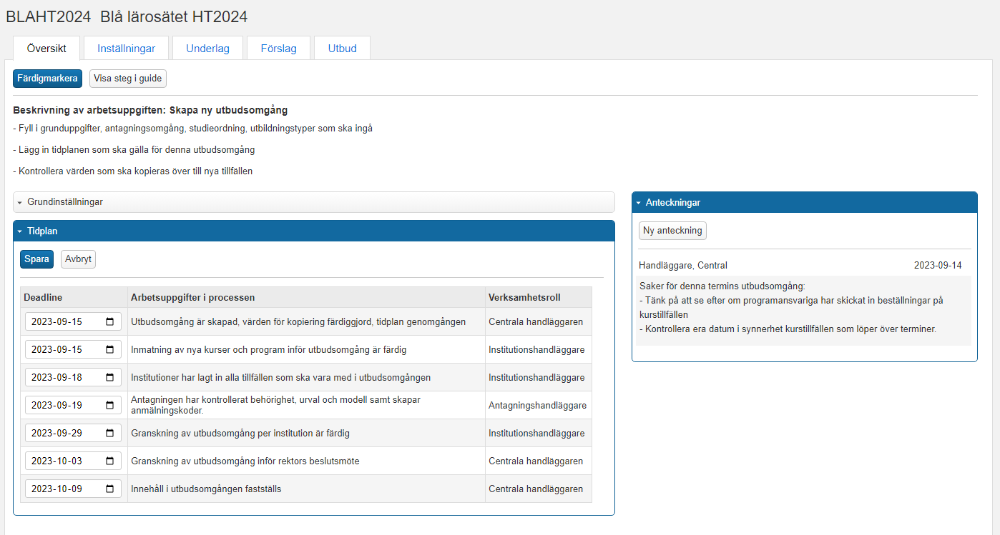 BLAHT2024 Blå lärosätet HT2024
Översikt Inställningar Underlag Förslag Utbud
Färdigmarkera Visa steg i guide
Beskrivning av arbetsuppgiften: Skapa ny utbudsomgång
- Fyll i grunduppgifter, antagningsomgång, studieordning, utbildningstyper som ska ingå
- Lägg in tidplanen som ska gälla för denna utbudsomgång
- Kontrollera värden som ska kopieras över till nya tillfällen
Grundinställningar
Tidplan
Spara Avbryt
Deadline Arbetsuppgifter i processen Verksamhetsroll
2023-09-15 Utbudsomgång är skapad, värden för kopiering färdiggjord, tidplan genomgången Centrala handläggaren
2023-09-15 Inmatning av nya kurser och program inför utbudsomgång är färdig Institutionshandläggare
2023-09-18 Institutioner har lagt in alla tillfällen som ska vara med i utbudsomgången Institutionshandläggare
2023-09-19 Antagningen har kontrollerat behörighet, urval och modell samt skapar
anmälningskoder. Antagningshandläggare
2023-09-29 Granskning av utbudsomgång per institution är färdig Institutionshandläggare
2023-10-03 Granskning av utbudsomgång inför rektors beslutsmöte Centrala handläggaren
2023-10-09 Innehåll i utbudsomgången fastställs Centrala handläggaren
Anteckningar
Ny anteckning
Handläggare, Central 2023-09-14
Saker för denna termins utbudsomgång:
- Tänk på att se efter om programansvariga har skickat in beställningar på
kurstillfällen
- Kontrollera era datum i synnerhet kurstillfällen som löper över terminer.